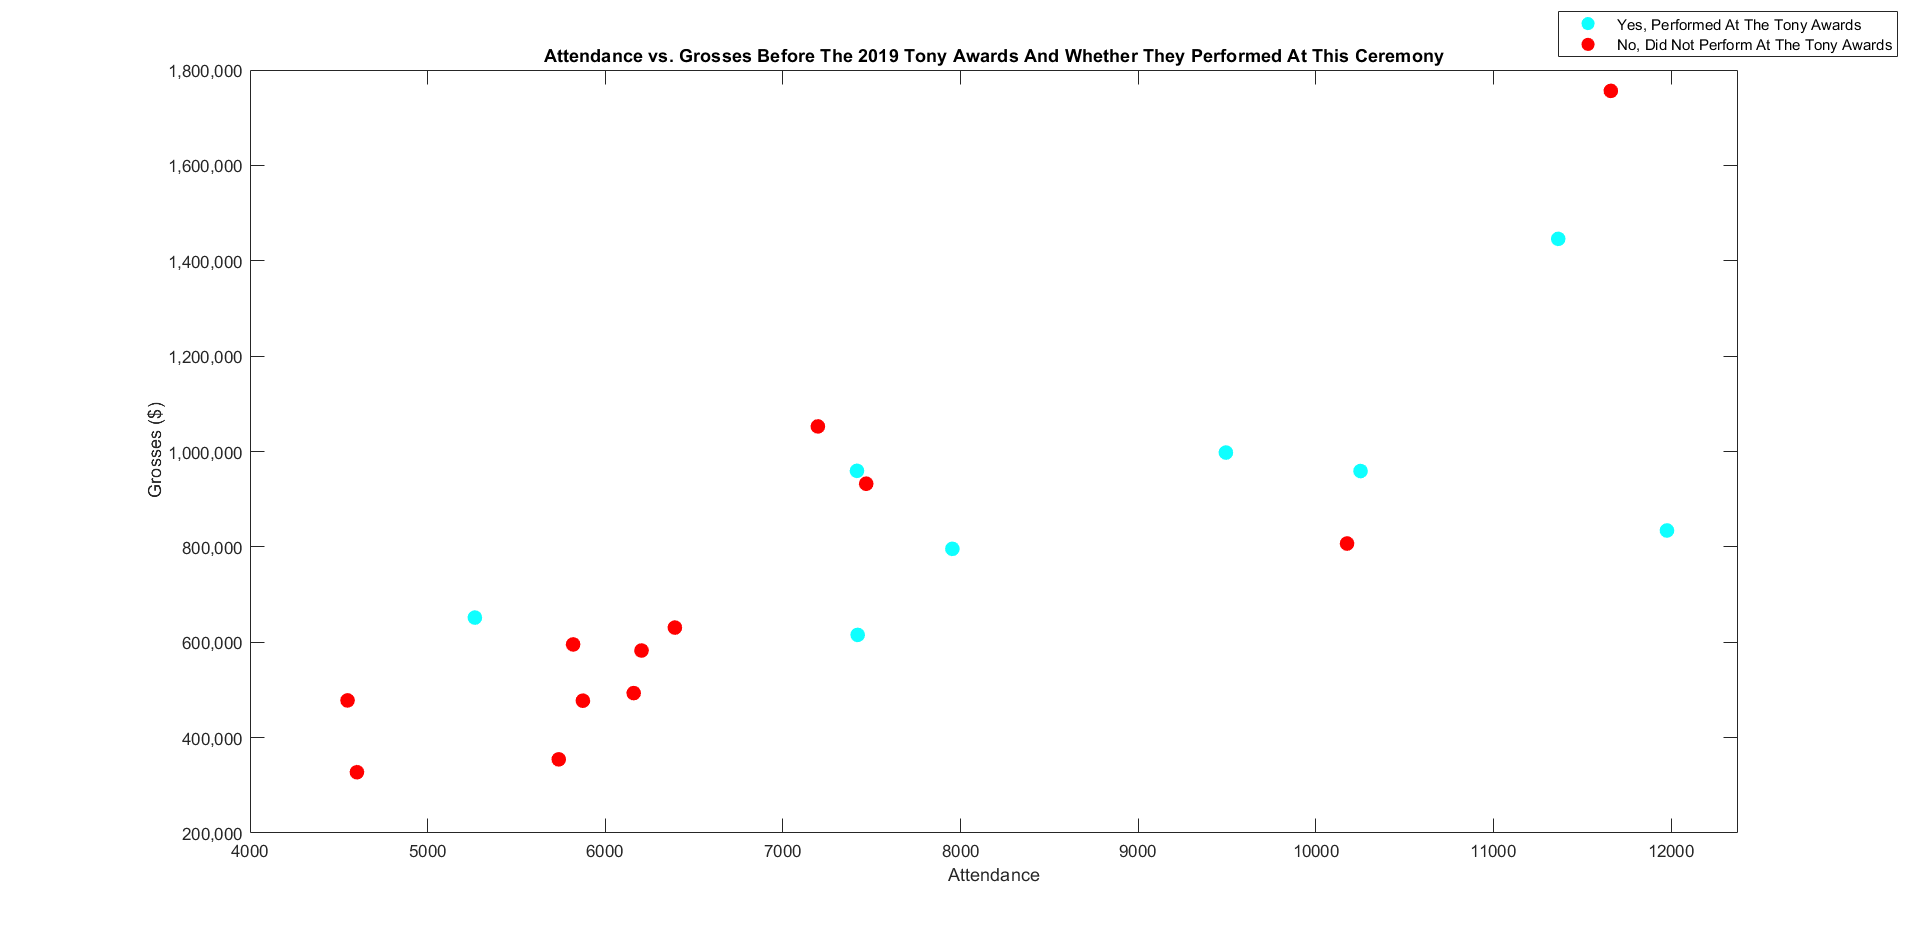 Yes, Performed At The Tony Awards
No, Did Not Perform At The Tony Awards
Attendance vs. Grosses Before The 2019 Tony Awards And Whether They Performed At This Ceremony
1,800,000
1,600,000
1,400,000
1,200,000
1,000,000
800,000
600,000
400,000
200,000
Grosses ($)
4000 5000 6000 7000 8000 9000 10000 11000 12000
Attendance